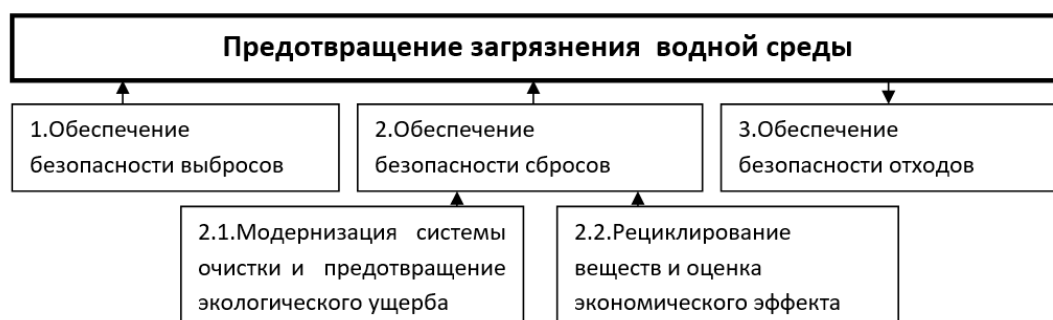 Предотвращение загрязнения водной среды
1.Обеспечение
безопасности выбросов
2.Обеспечение
безопасности сбросов
3.Обеспечение
безопасности отходов
2.1.Модернизация системы
очистки и предотвращение
экологического ущерба
2.2.Рециклирование
веществ и оценка
экономического эффекта